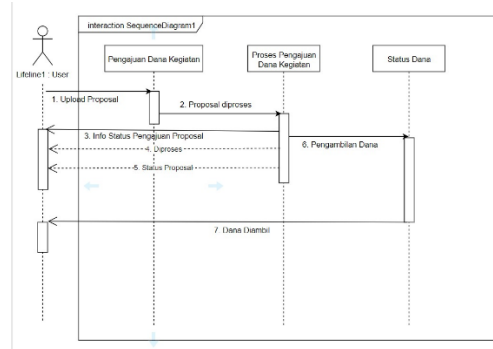 interaction SequenceDiagram1
Lifeline1 : User
Pengajuan Dana Kegiatan
Proses Pengajuan
Dana Kegiatan
Status Dana
1. Upload Proposal
2. Proposal diproses
3. Info Status Pengajuan Proposal
4. Diproses
5. Status Proposal
6. Pengambilan Dana
7. Dana Diambil